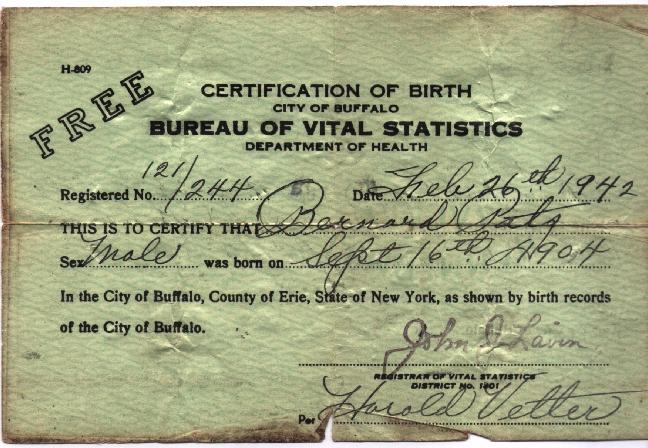 H-809
FREE
CERTIFICATION OF BIRTH
CITY OF BUFFALO
BUREAU OF VITAL STATISTICS
DEPARTMENT OF HEALTH
Registered No. 121/244 Date Feb 26th 1942
THIS IS TO CERTIFY THAT Bernard
Sex Male was born on Sept 16th 1904
In the City of Buffalo, County of Erie, State of New York, as shown by birth records
of the City of Buffalo.
John J Lavin
REGISTRAR OF VITAL STATISTICS
DISTRICT No. 1401
Per Harold Vetter